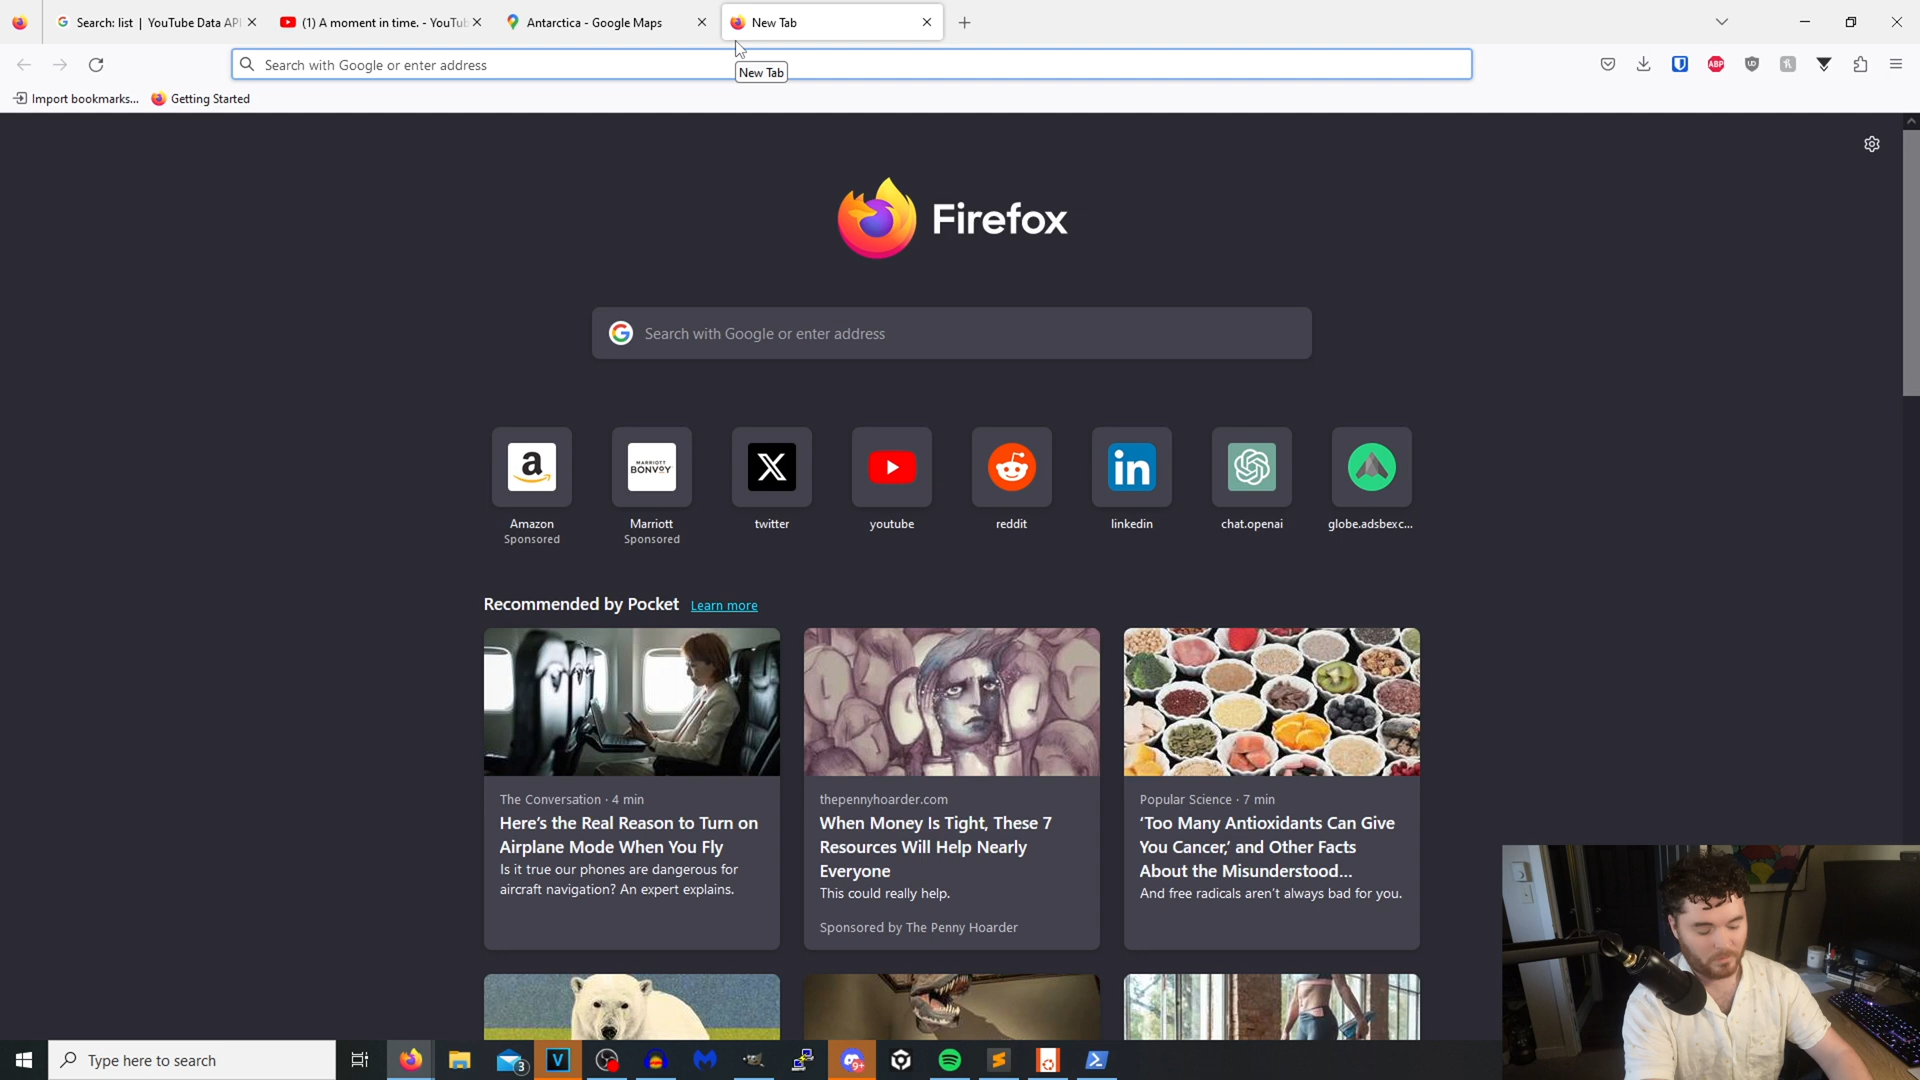 Search: list | YouTube Data API
(1) A moment in time. - YouTub
Antarctica - Google Maps
New Tab
Search with Google or enter address
New Tab
ABP
Import bookmarks...
Getting Started
Firefox
Search with Google or enter address
MARRIOTT
BONVOY
Amazon
Sponsored
Marriott
Sponsored
twitter
youtube
reddit
linkedin
chat.openai
globe.adsbexc...
Recommended by Pocket
Learn more
The Conversation · 4 min
Here's the Real Reason to Turn on
Airplane Mode When You Fly
Is it true our phones are dangerous for
aircraft navigation? An expert explains.
thepennyhoarder.com
When Money Is Tight, These 7
Resources Will Help Nearly
Everyone
This could really help.
Sponsored by The Penny Hoarder
Popular Science · 7 min
‘Too Many Antioxidants Can Give
You Cancer,’ and Other Facts
About the Misunderstood...
And free radicals aren't always bad for you.
Type here to search
3
V
9+